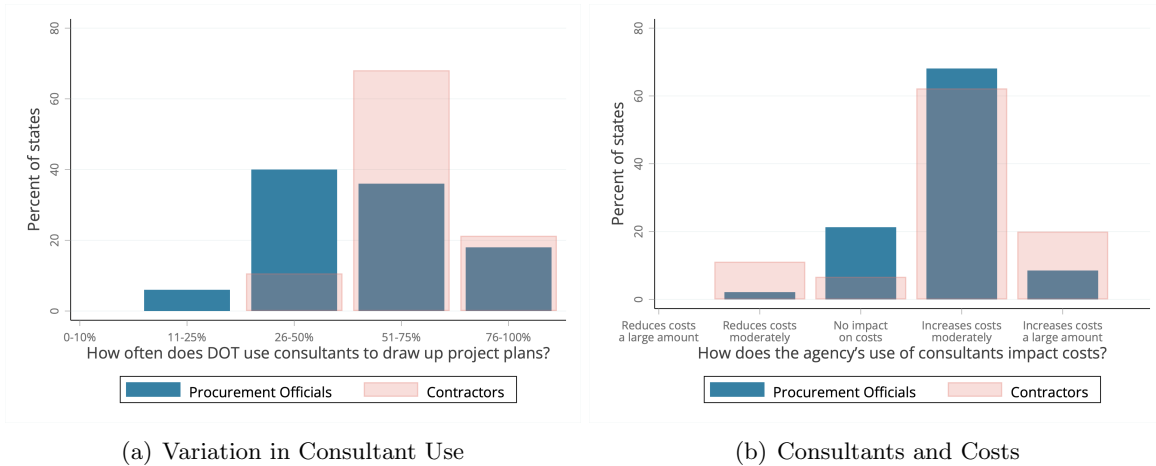 80
60
40
20
0
Percent of states
0-10%
11-25%
26-50%
51-75%
76-100%
How often does DOT use consultants to draw up project plans?
Procurement Officials
Contractors
(a) Variation in Consultant Use
80
60
40
20
0
Percent of states
Reduces costs
a large amount
Reduces costs
moderately
No impact
on costs
Increases costs
moderately
Increases costs
a large amount
How does the agency's use of consultants impact costs?
Procurement Officials
Contractors
(b) Consultants and Costs